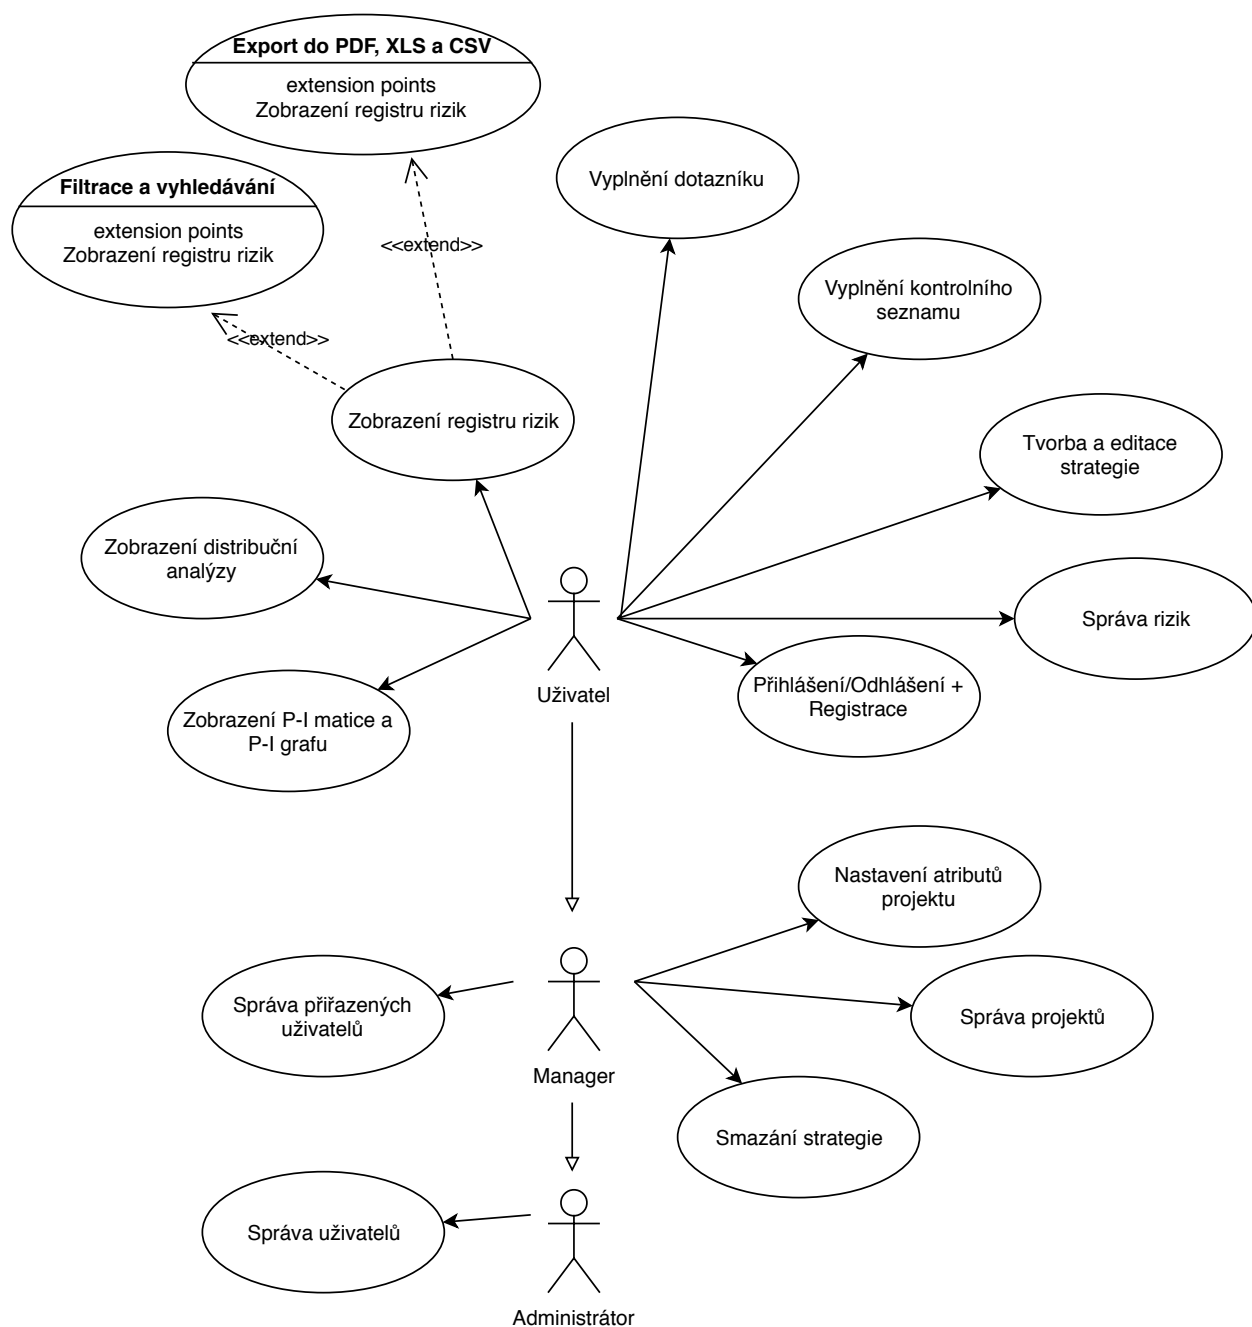 Export do PDF, XLS a CSV
extension points
Zobrazení registru rizik
Filtrace a vyhledávání
extension points
Zobrazení registru rizik
<<extend>>
<<extend>>
Vyplnění dotazníku
Vyplnění kontrolního
seznamu
Zobrazení registru rizik
Tvorba a editace
strategie
Zobrazení distribuční
analýzy
Správa rizik
Uživatel
Přihlášení/Odhlášení +
Registrace
Zobrazení P-I matice a
P-I grafu
Nastavení atributů
projektu
Správa přiřazených
uživatelů
Správa projektů
Manager
Smazání strategie
Správa uživatelů
Administrátor